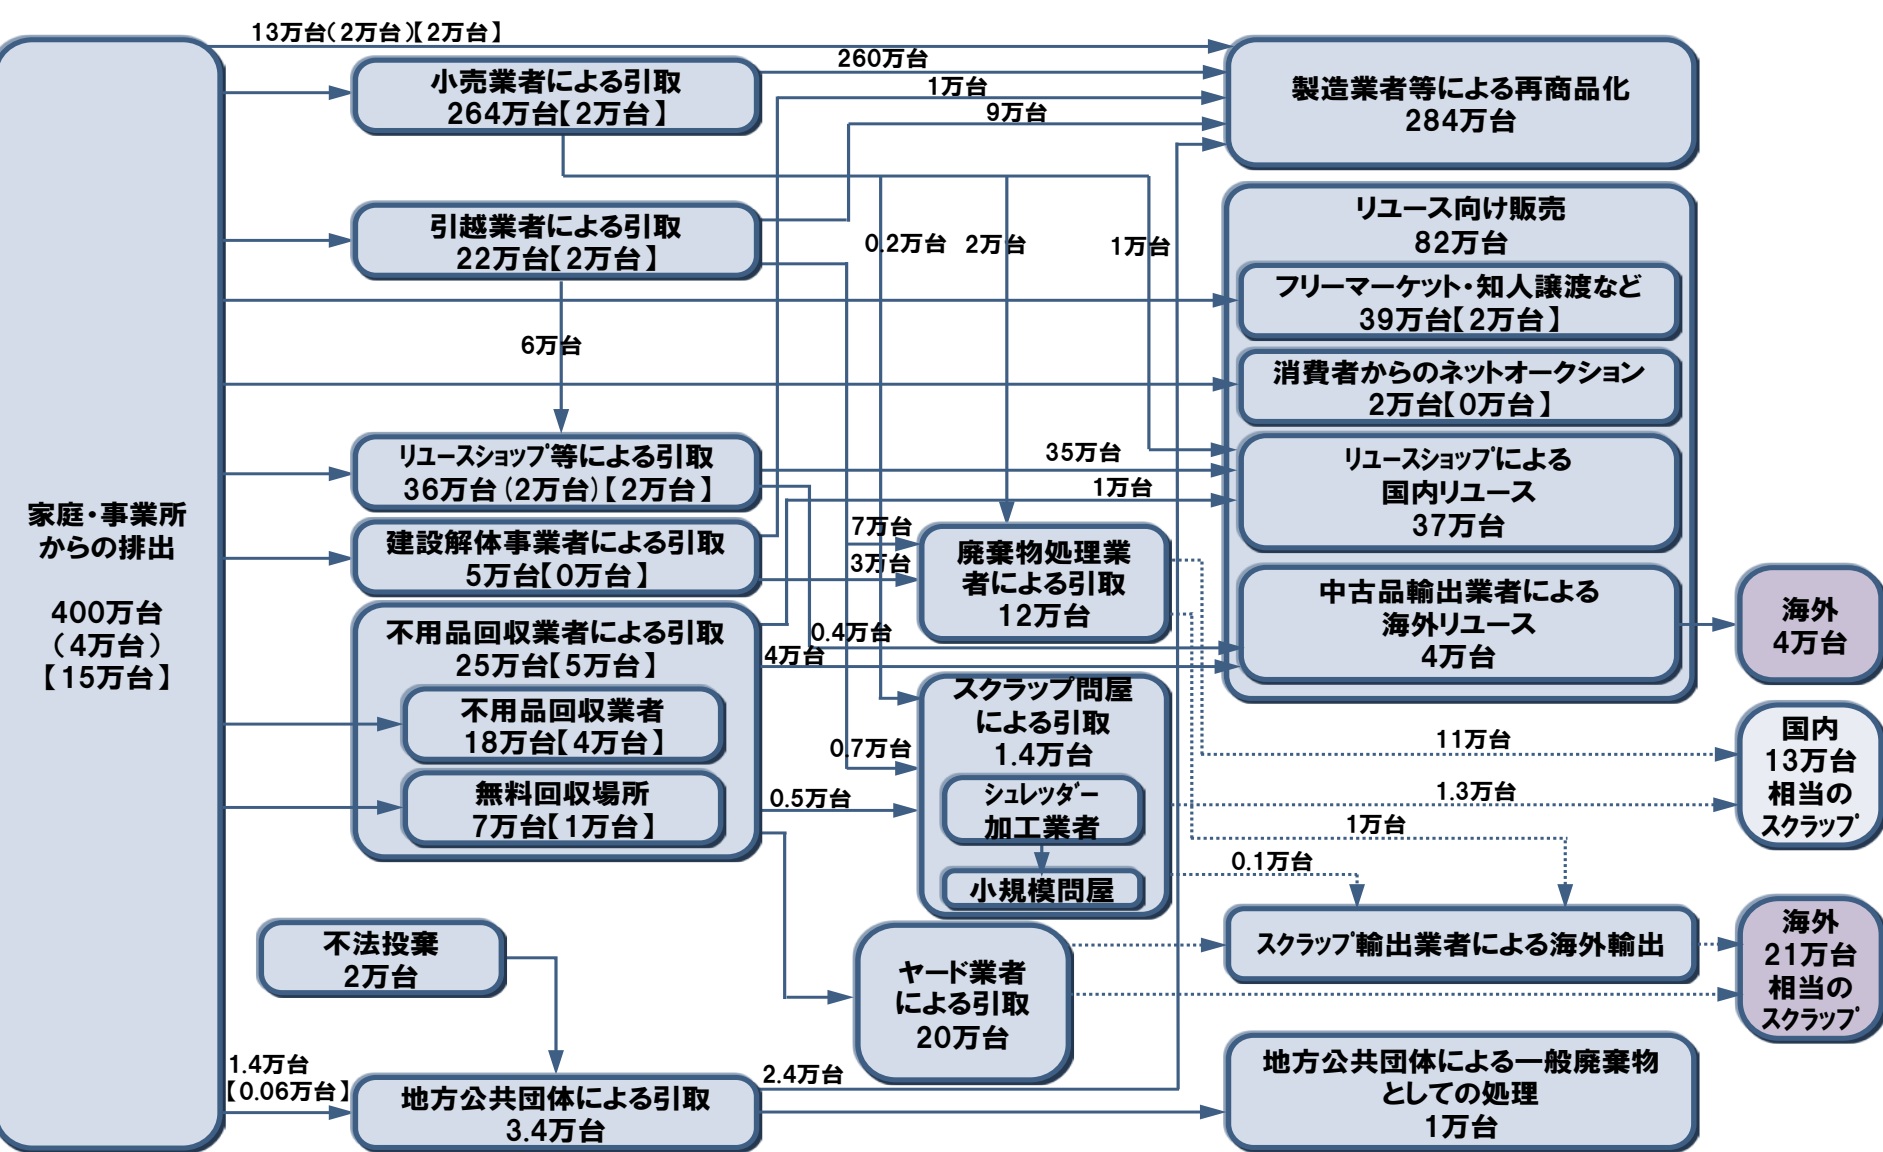 13万台(2万台)【2万台】
家庭・事業所
からの排出
400万台
(4万台)
【15万台】
小売業者による引取
264万台【2万台】
260万台
1万台
9万台
製造業者等による再商品化
284万台
引越業者による引取
22万台【2万台】
0.2万台
2万台
1万台
6万台
リユース向け販売
82万台
フリーマーケット・知人譲渡など
39万台【2万台】
消費者からのネットオークション
2万台【0万台】
リユースショップによる
国内リユース
37万台
中古品輸出業者による
海外リユース
4万台
リユースショップ等による引取
36万台(2万台)【2万台】
35万台
1万台
建設解体事業者による引取
5万台【0万台】
7万台
3万台
廃棄物処理業
者による引取
12万台
不用品回収業者による引取
25万台【5万台】
0.4万台
4万台
不用品回収業者
18万台【4万台】
無料回収場所
7万台【1万台】
0.7万台
0.5万台
スクラップ問屋
による引取
1.4万台
シュレッダー
加工業者
小規模問屋
海外
4万台
11万台
1.3万台
1万台
0.1万台
国内
13万台
相当の
スクラップ
不法投棄
2万台
ヤード業者
による引取
20万台
スクラップ輸出業者による海外輸出
海外
21万台
相当の
スクラップ
1.4万台
【0.06万台】
地方公共団体による引取
3.4万台
2.4万台
地方公共団体による一般廃棄物
としての処理
1万台